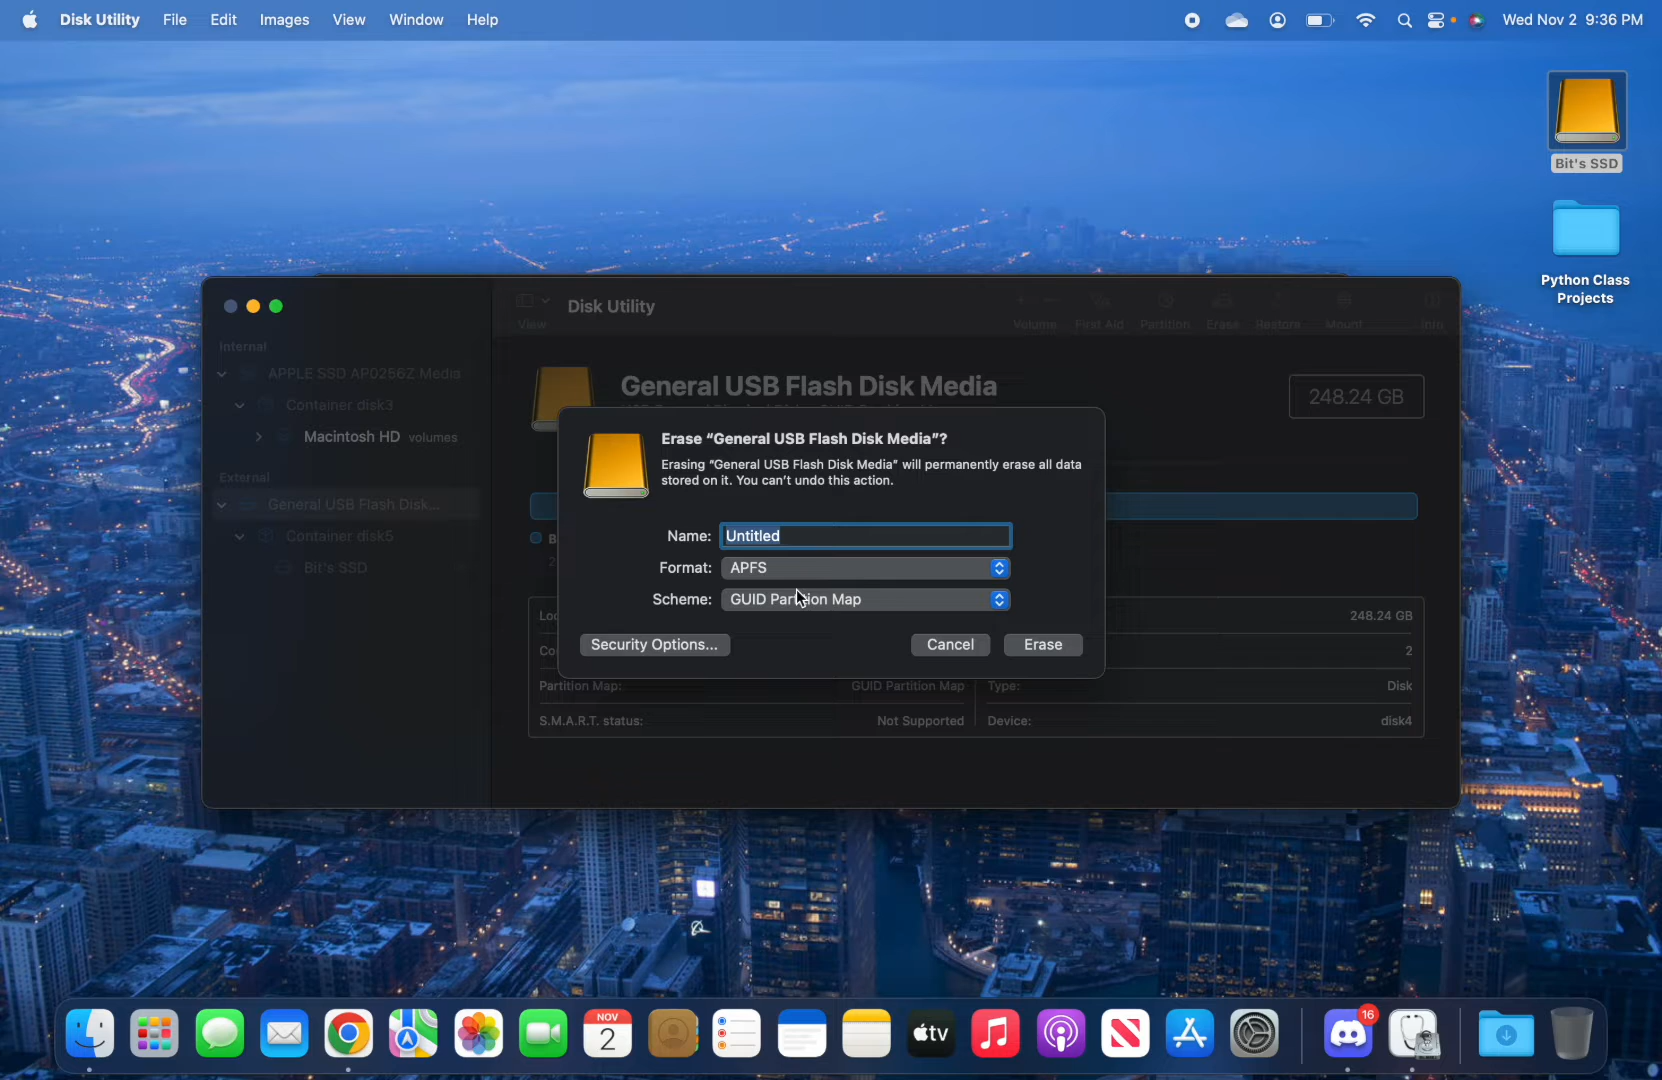 Disk Utility File Edit Images View Window Help Wed Nov 2 9:36 PM
Bit's SSD
Python Class
Projects
Disk Utility
View Volume First Aid Partition Erase Restore Mount Info
Internal
APPLE SSD AP0256Z Media
Container disk3
Macintosh HD volumes
External
General USB Flash Disk...
Container disk5
Bit's SSD
General USB Flash Disk Media
248.24 GB
Erase “General USB Flash Disk Media”?
Erasing “General USB Flash Disk Media” will permanently erase all data
stored on it. You can’t undo this action.
Name: Untitled
Format: APFS
Scheme: GUID Partition Map
Security Options... Cancel Erase
248.24 GB
2
Partition Map: GUID Partition Map Type: Disk
S.M.A.R.T. status: Not Supported Device: disk4
NOV
2
tv
16